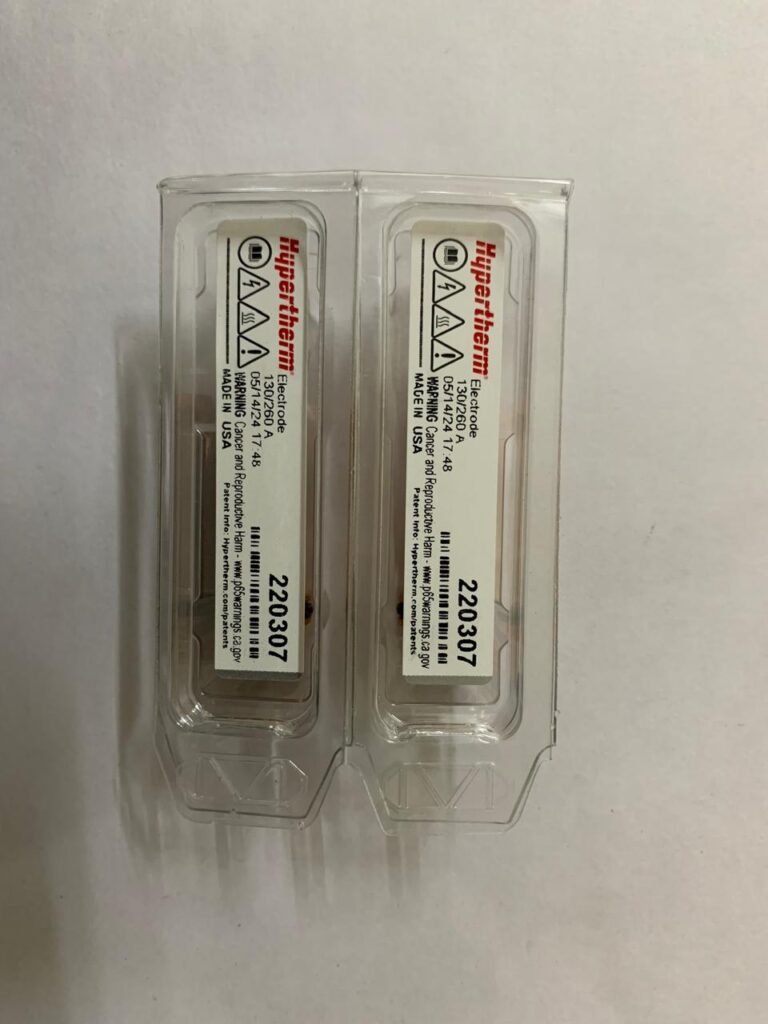 Hypertherm
Electrode
130/260 A
05/14/24 17:48
WARNING Cancer and Reproductive Harm - www.p65warnings.ca.gov
MADE IN USA
Patent Info: Hypertherm.com/patents
220307
Hypertherm
Electrode
130/260 A
05/14/24 17:48
WARNING Cancer and Reproductive Harm - www.p65warnings.ca.gov
MADE IN USA
Patent Info: Hypertherm.com/patents
220307